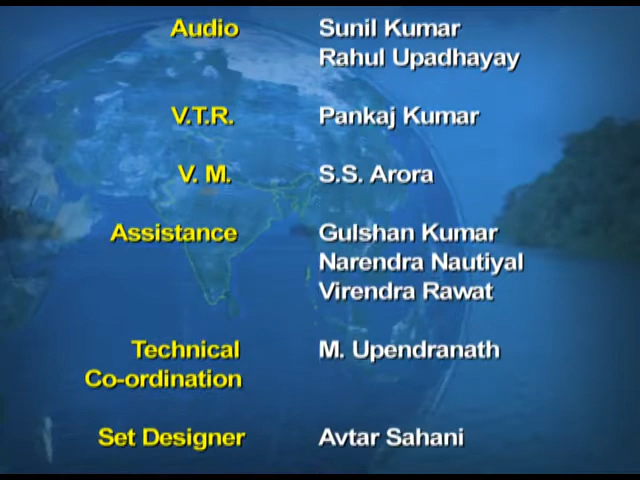 Audio Sunil Kumar
Rahul Upadhayay
V.T.R. Pankaj Kumar
V. M. S.S. Arora
Assistance Gulshan Kumar
Narendra Nautiyal
Virendra Rawat
Technical M. Upendranath
Co-ordination
Set Designer Avtar Sahani